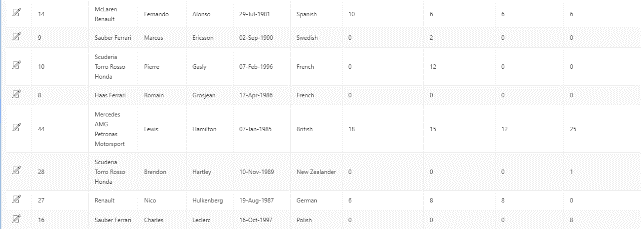 14 McLaren Renault Fernando Alonso 29-Jul-1981 Spanish 10 6 6 6
9 Sauber Ferrari Marcus Ericson 02-Sep-1990 Swedish 0 2 0 0
10 Scuderia Torro Rosso Honda Pierre Gasly 07-Feb-1996 French 0 12 0 0
8 Haas Ferrari Romain Grosjean 17-Apr-1986 French 0 0 0 0
44 Mercedes AMG Petronas Motorsport Lewis Hamilton 07-Jan-1985 British 18 15 12 25
28 Scuderia Torro Rosso Honda Brendon Hartley 10-Nov-1989 New Zealander 0 0 0 1
27 Renault Nico Hulkenberg 19-Aug-1987 German 8 8 8 0
16 Sauber Ferrari Charles Leclerc 16-Oct-1997 Polish 0 0 0 8